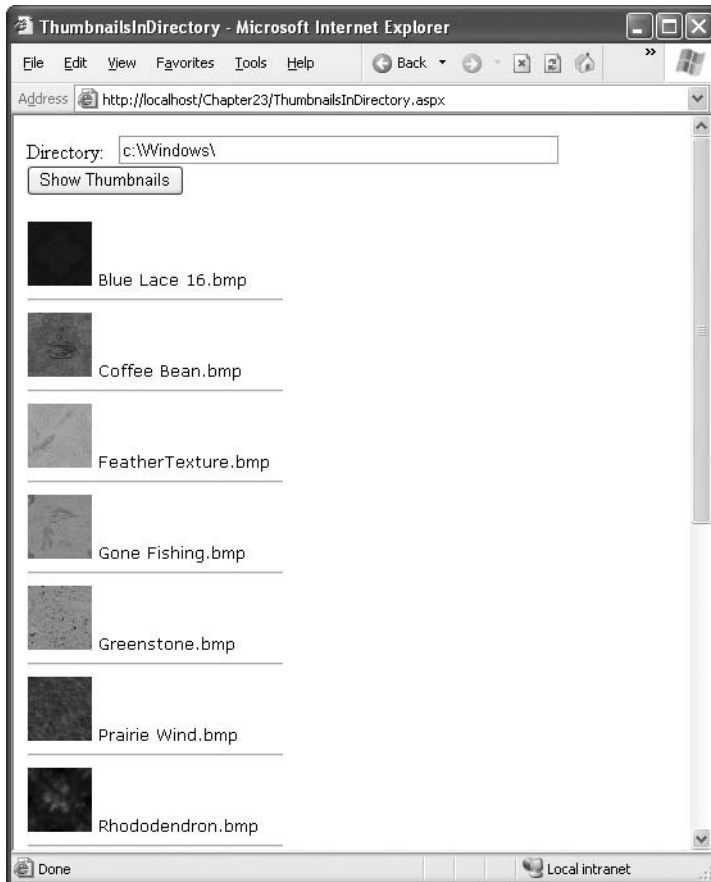 ThumbnailsInDirectory - Microsoft Internet Explorer
File Edit View Favorites Tools Help Back »
Address http://localhost/Chapter23/ThumbnailsInDirectory.aspx
Directory: c:\Windows\
Show Thumbnails
Blue Lace 16.bmp
Coffee Bean.bmp
FeatherTexture.bmp
Gone Fishing.bmp
Greenstone.bmp
Prairie Wind.bmp
Rhododendron.bmp
Done Local intranet